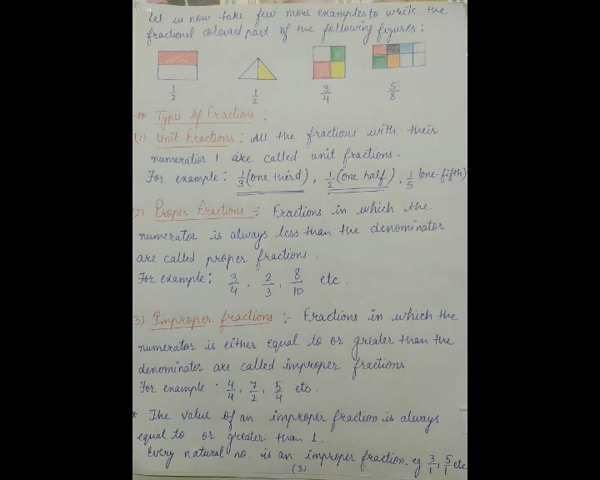 Let us now take few more examples to write the
fractional coloured part of the following figures:
1/2 1/2 3/4 5/8
# Types of Fractions:
(1) Unit Fractions: All the fractions with their
numeratios 1 are called unit fractions.
For example: 1/3 (one third), 1/2 (one half), 1/5 (one-fifth)
(2) Proper Fractions :- Fractions in which the
numerator is always less than the denominator
are called proper fractions.
For example: 3/4, 2/3, 8/10 etc.
3) Improper fractions :- Fractions in which the
numerator is either equal to or greater than the
denominator are called improper fractions
For example : 4/4, 7/2, 5/4 etc.
* The value of an improper fraction is always
equal to or greater than 1.
Every natural no. is an improper fraction. eg 3/1, 5/1 etc
(3)